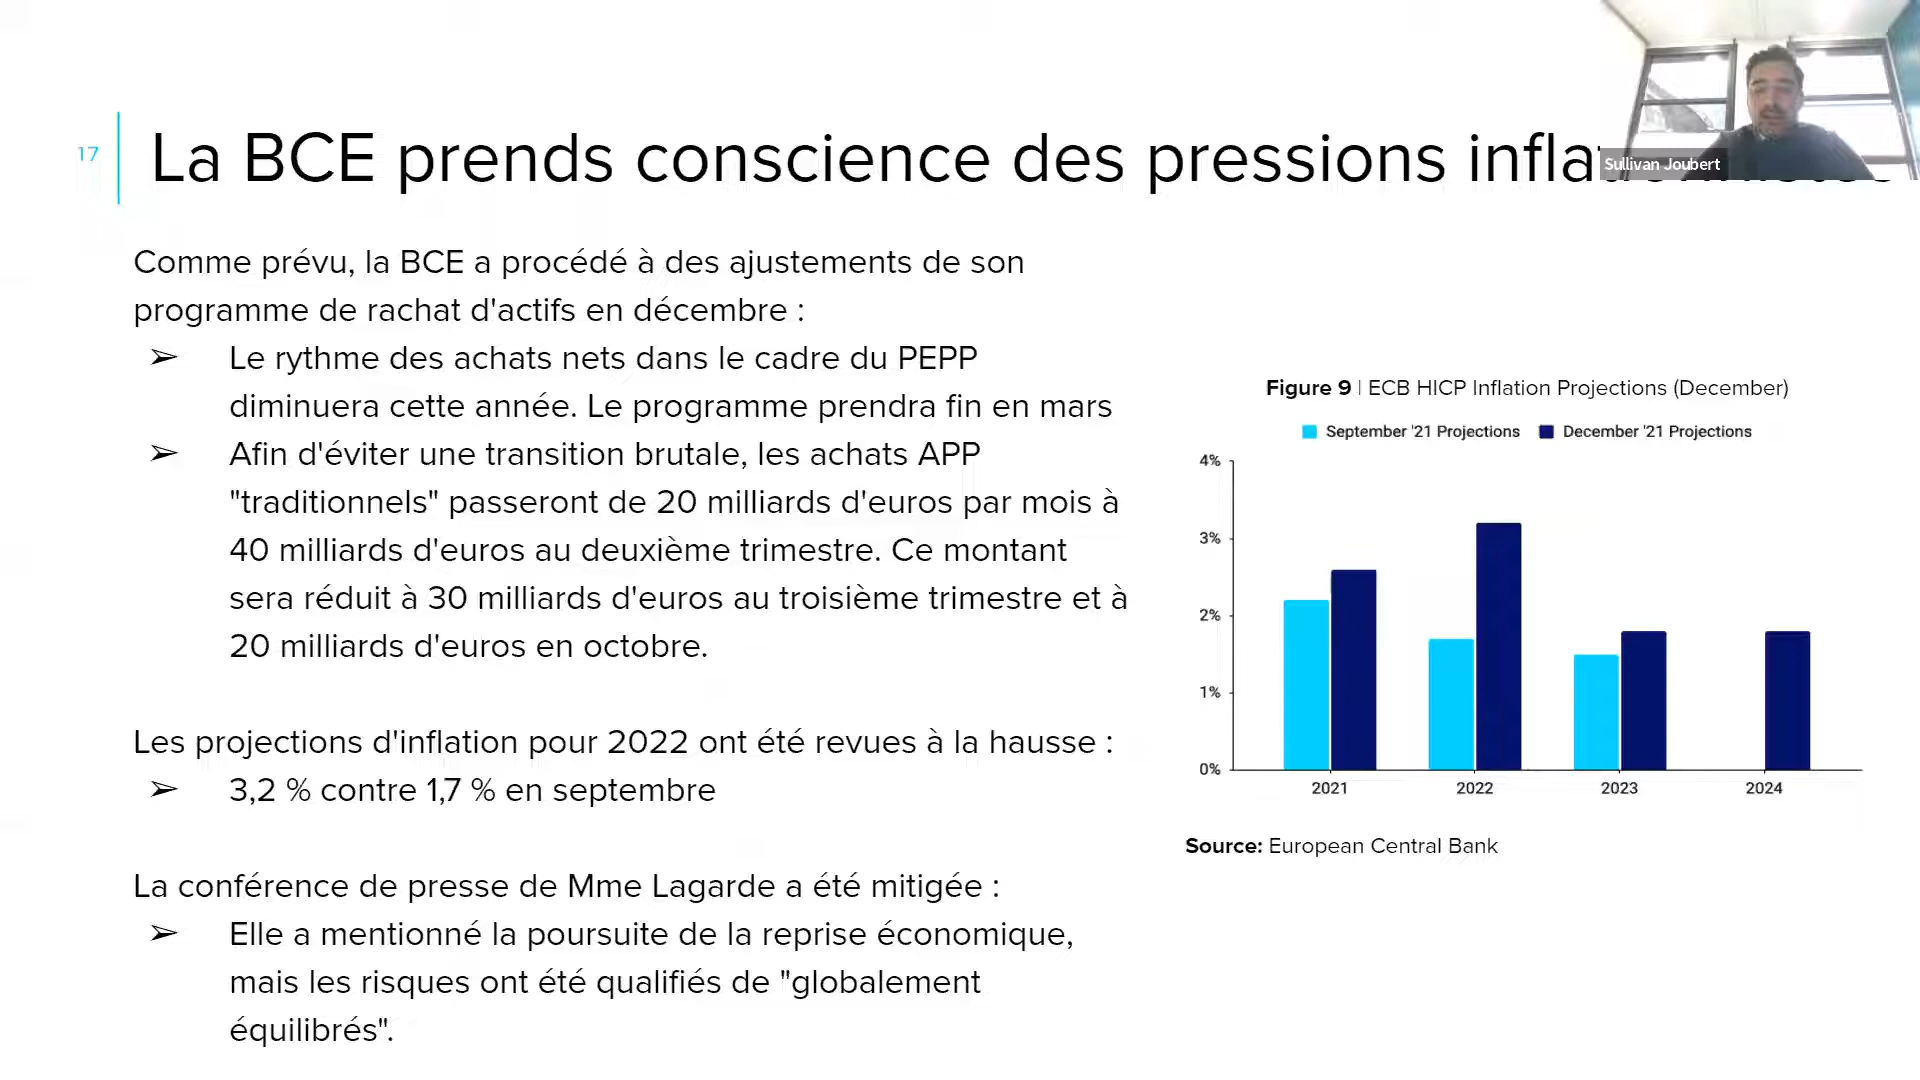 17
La BCE prends conscience des pressions
Sullivan Joubert
Comme prévu, la BCE a procédé à des ajustements de son
programme de rachat d'actifs en décembre :
➢ Le rythme des achats nets dans le cadre du PEPP
diminuera cette année. Le programme prendra fin en mars
➢ Afin d'éviter une transition brutale, les achats APP
"traditionnels" passeront de 20 milliards d'euros par mois à
40 milliards d'euros au deuxième trimestre. Ce montant
sera réduit à 30 milliards d'euros au troisième trimestre et à
20 milliards d'euros en octobre.
Les projections d'inflation pour 2022 ont été revues à la hausse :
➢ 3,2 % contre 1,7 % en septembre
La conférence de presse de Mme Lagarde a été mitigée :
➢ Elle a mentionné la poursuite de la reprise économique,
mais les risques ont été qualifiés de "globalement
équilibrés".
Figure 9 | ECB HICP Inflation Projections (December)
September '21 Projections December '21 Projections
4%
3%
2%
1%
0%
2021 2022 2023 2024
Source: European Central Bank